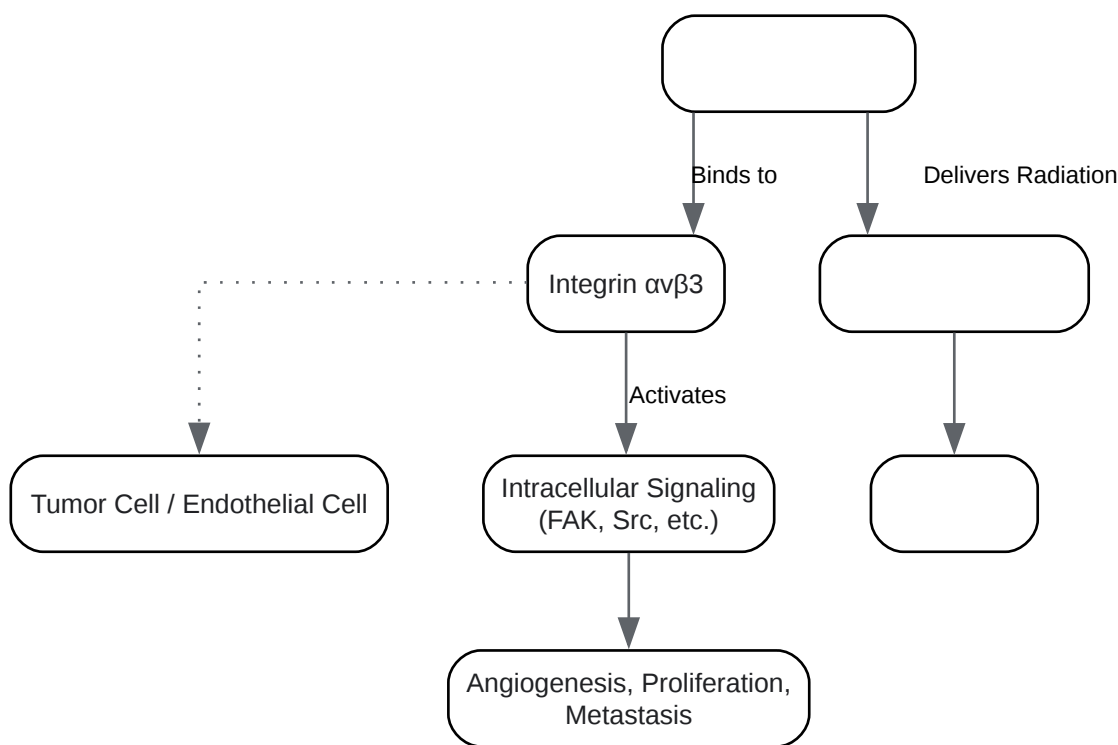 Binds to
Delivers Radiation
Integrin αvβ3
Activates
Tumor Cell / Endothelial Cell
Intracellular Signaling
(FAK, Src, etc.)
Angiogenesis, Proliferation,
Metastasis